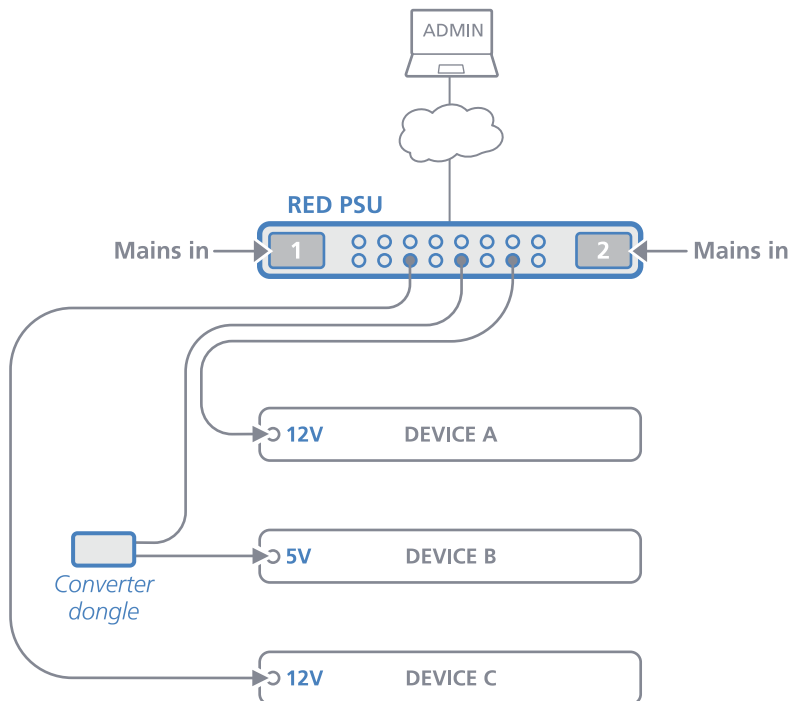 ADMIN
RED PSU
Mains in
1
2
Mains in
12V DEVICE A
5V DEVICE B
Converter
dongle
12V DEVICE C